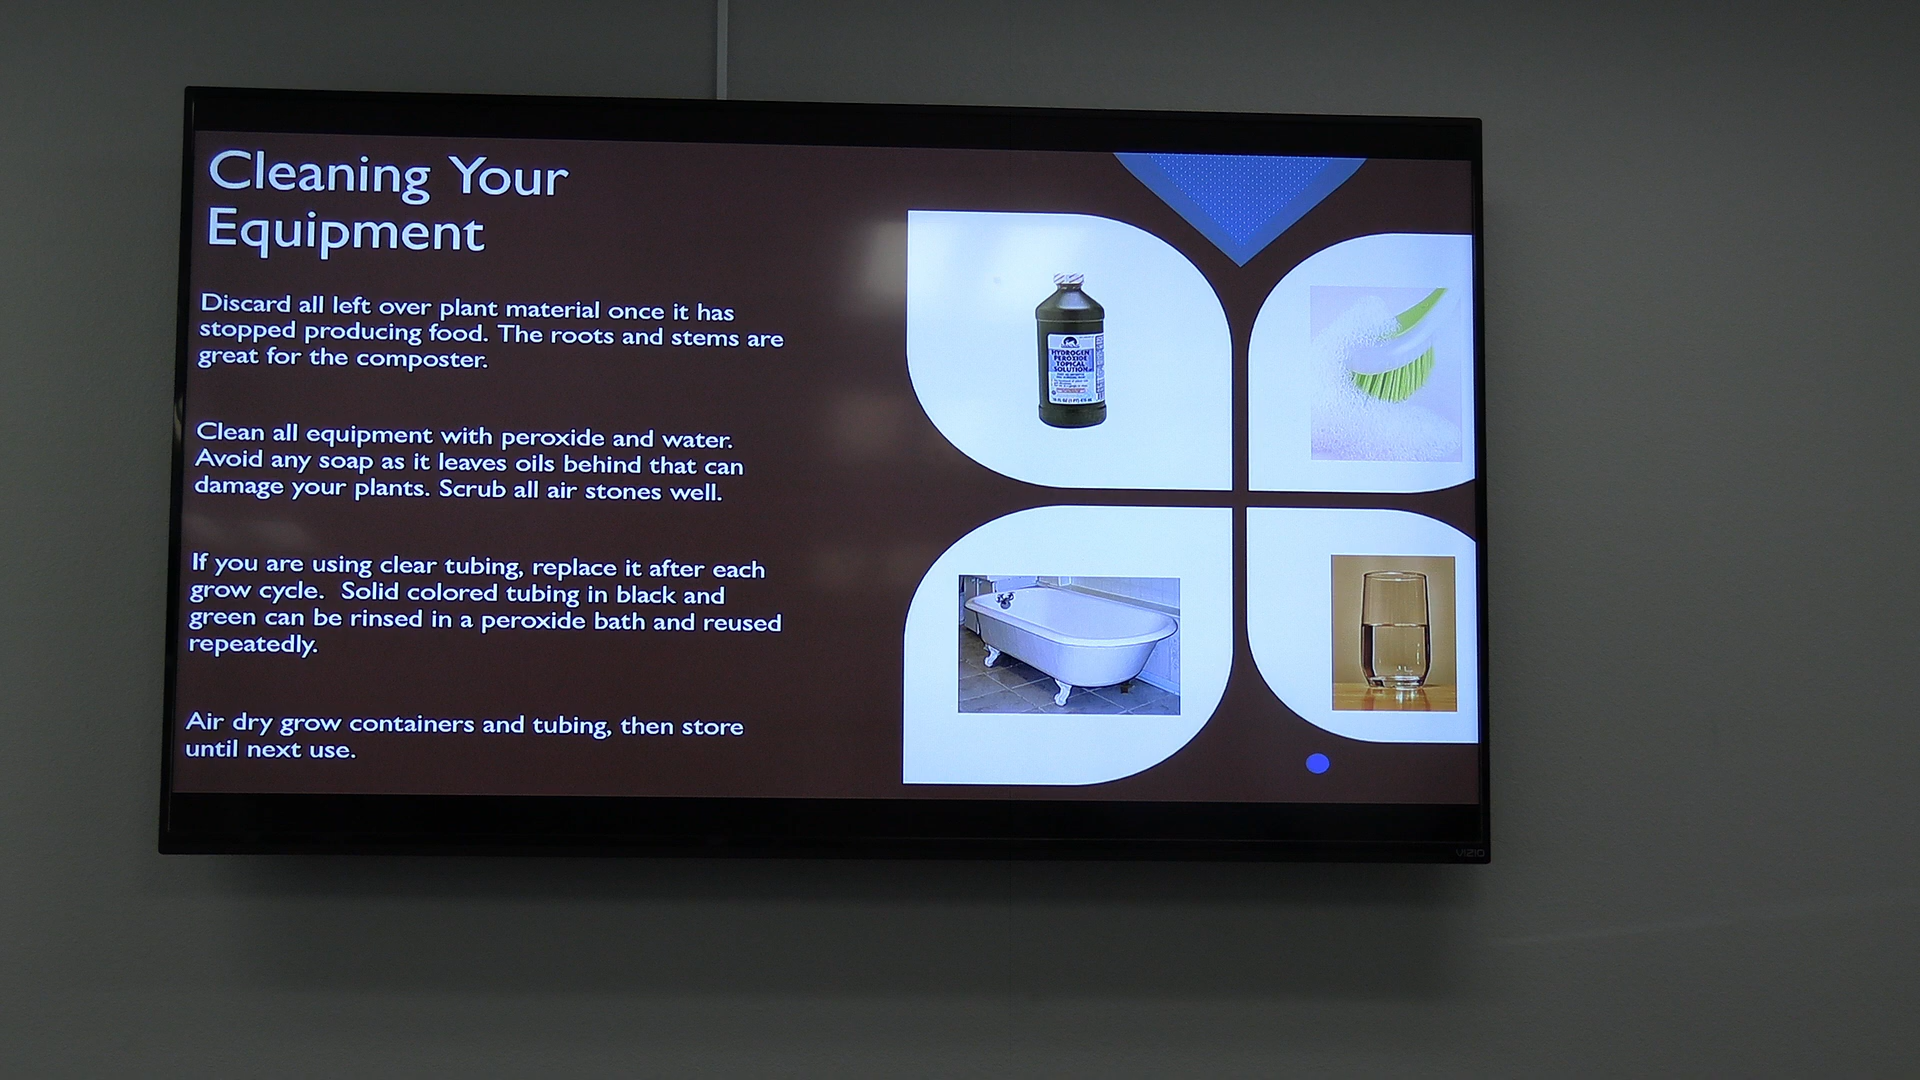 Cleaning Your
Equipment
Discard all left over plant material once it has
stopped producing food. The roots and stems are
great for the composter.
Clean all equipment with peroxide and water.
Avoid any soap as it leaves oils behind that can
damage your plants. Scrub all air stones well.
If you are using clear tubing, replace it after each
grow cycle. Solid colored tubing in black and
green can be rinsed in a peroxide bath and reused
repeatedly.
Air dry grow containers and tubing, then store
until next use.
HYDROGEN
PEROXIDE
TOPICAL
SOLUTION
VIZIO